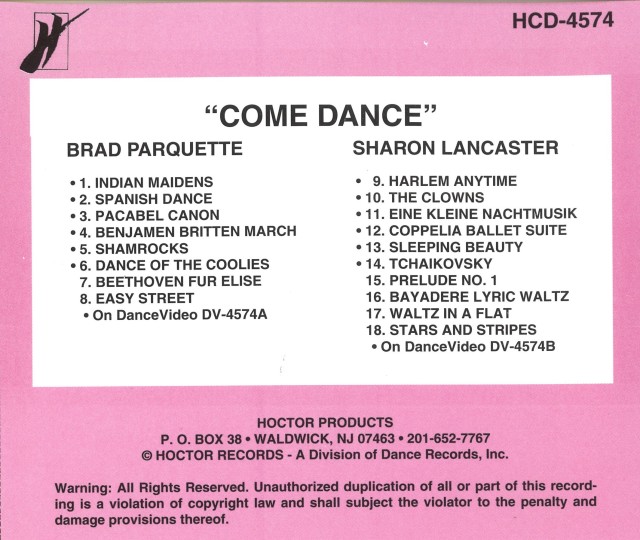 HCD-4574
“COME DANCE”
BRAD PARQUETTE
• 1. INDIAN MAIDENS
• 2. SPANISH DANCE
• 3. PACABEL CANON
• 4. BENJAMEN BRITTEN MARCH
• 5. SHAMROCKS
• 6. DANCE OF THE COOLIES
7. BEETHOVEN FUR ELISE
8. EASY STREET
• On DanceVideo DV-4574A
SHARON LANCASTER
• 9. HARLEM ANYTIME
• 10. THE CLOWNS
• 11. EINE KLEINE NACHTMUSIK
• 12. COPPELIA BALLET SUITE
• 13. SLEEPING BEAUTY
• 14. TCHAIKOVSKY
15. PRELUDE NO. 1
16. BAYADERE LYRIC WALTZ
17. WALTZ IN A FLAT
18. STARS AND STRIPES
• On DanceVideo DV-4574B
HOCTOR PRODUCTS
P. O. BOX 38 • WALDWICK, NJ 07463 • 201-652-7767
© HOCTOR RECORDS - A Division of Dance Records, Inc.
Warning: All Rights Reserved. Unauthorized duplication of all or part of this record-
ing is a violation of copyright law and shall subject the violator to the penalty and
damage provisions thereof.